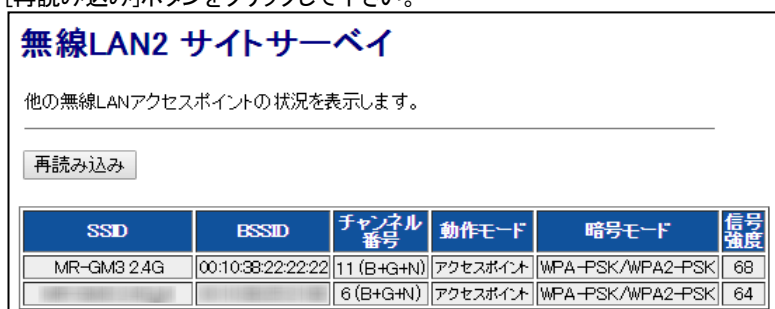 [再読み込み]ボタンをクリックして下さい。
無線LAN2 サイトサーベイ
他の無線LANアクセスポイントの状況を表示します。
再読み込み
SSID BSSID チャンネル番号 動作モード 暗号モード 信号強度
MR-GM3 2.4G 00:10:38:22:22:22 11 (B+G+N) アクセスポイント WPA-PSK/WPA2-PSK 68
6 (B+G+N) アクセスポイント WPA-PSK/WPA2-PSK 64